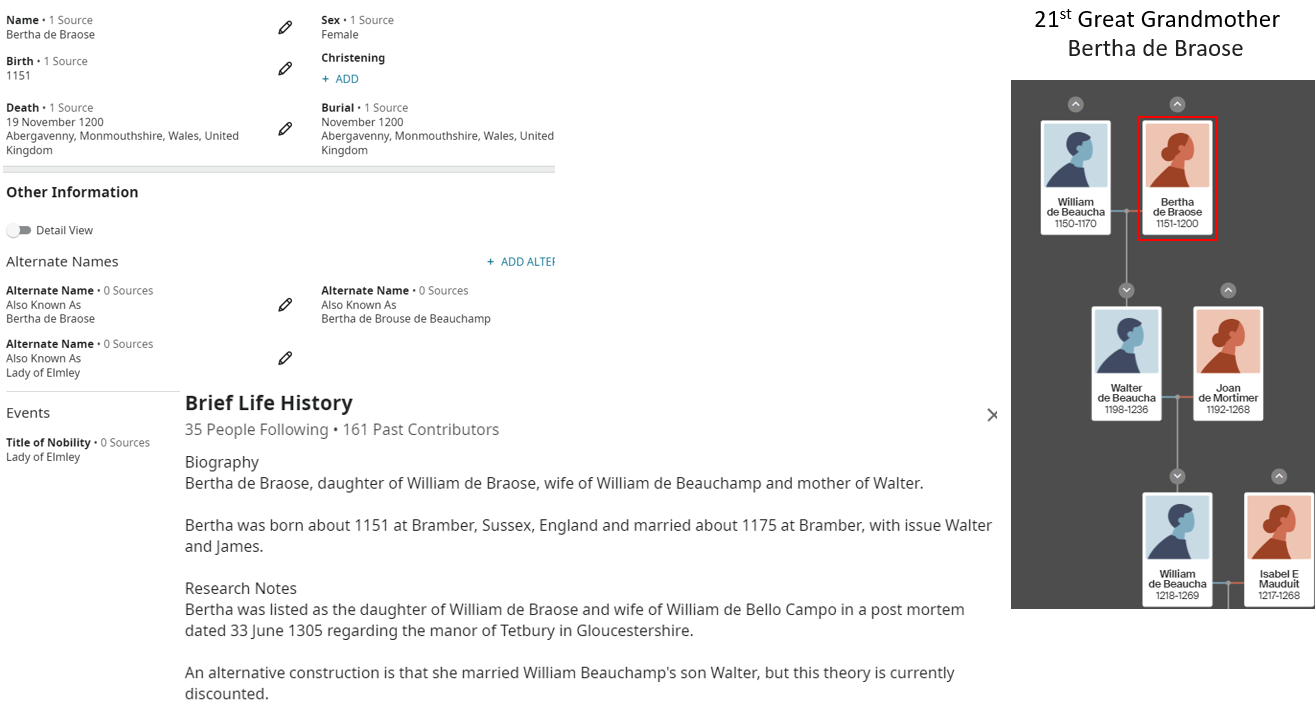 Name • 1 Source
Bertha de Braose
Sex • 1 Source
Female
Birth • 1 Source
1151
Christening
+ ADD
Death • 1 Source
19 November 1200
Abergavenny, Monmouthshire, Wales, United
Kingdom
Burial • 1 Source
November 1200
Abergavenny, Monmouthshire, Wales, United
Kingdom
Other Information
Detail View
Alternate Names
+ ADD ALTER
Alternate Name • 0 Sources
Also Known As
Bertha de Braose
Alternate Name • 0 Sources
Also Known As
Bertha de Brouse de Beauchamp
Alternate Name • 0 Sources
Also Known As
Lady of Elmley
Events
Title of Nobility • 0 Sources
Lady of Elmley
Brief Life History
35 People Following • 161 Past Contributors
Biography
Bertha de Braose, daughter of William de Braose, wife of William de Beauchamp and mother of Walter.
Bertha was born about 1151 at Bramber, Sussex, England and married about 1175 at Bramber, with issue Walter
and James.
Research Notes
Bertha was listed as the daughter of William de Braose and wife of William de Bello Campo in a post mortem
dated 33 June 1305 regarding the manor of Tetbury in Gloucestershire.
An alternative construction is that she married William Beauchamp's son Walter, but this theory is currently
discounted.
21st Great Grandmother
Bertha de Braose
William
de Beaucha
1150-1170
Bertha
de Braose
1151-1200
Walter
de Beaucha
1198-1236
Joan
de Mortimer
1192-1268
William
de Beaucha
1218-1269
Isabel E
Mauduit
1217-1268